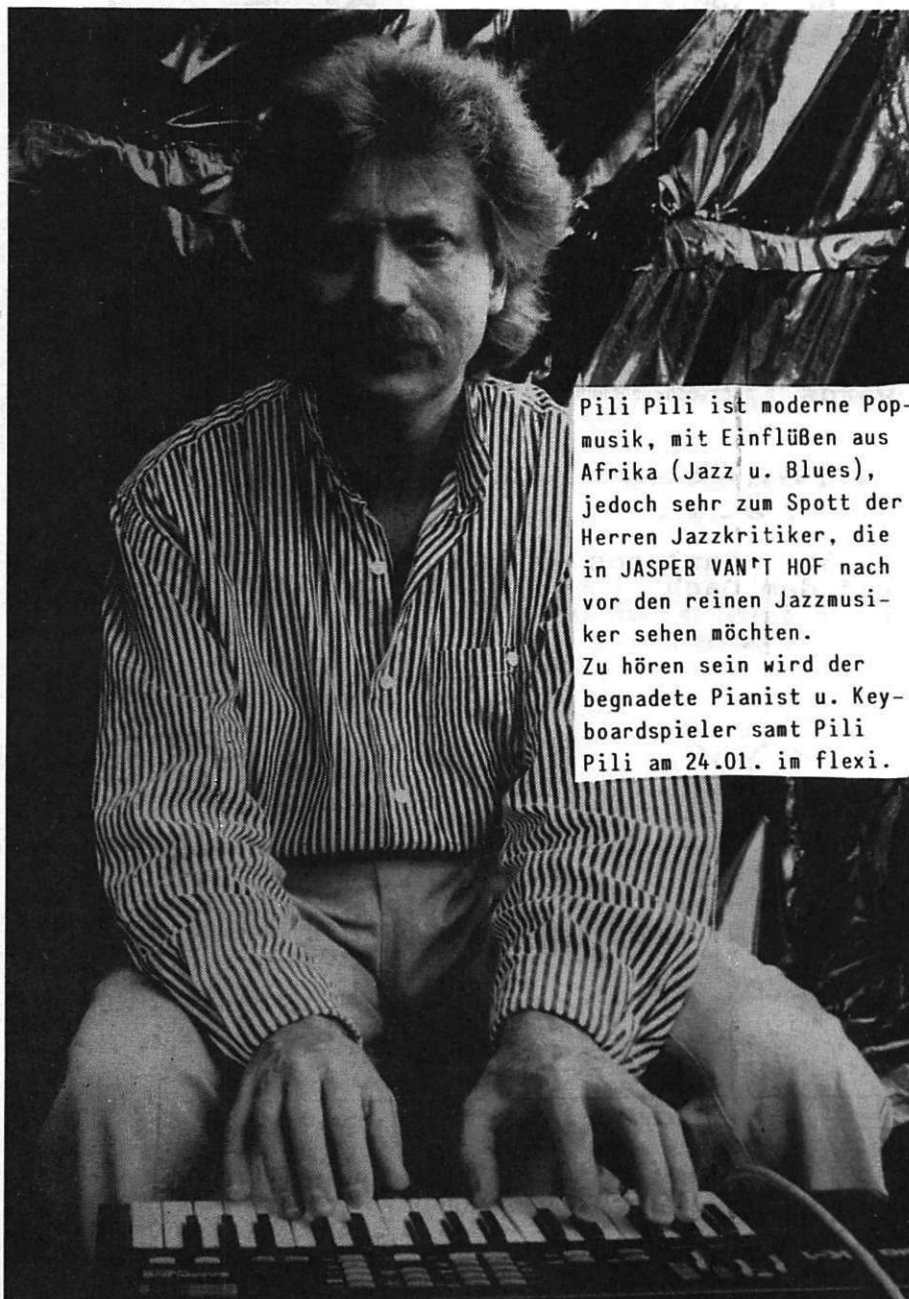 Pili Pili ist moderne Pop-
musik, mit Einflüßen aus
Afrika (Jazz u. Blues),
jedoch sehr zum Spott der
Herren Jazzkritiker, die
in JASPER VAN'T HOF nach
vor den reinen Jazzmusi-
ker sehen möchten.
Zu hören sein wird der
begnadete Pianist u. Key-
boardspieler samt Pili
Pili am 24.01. im flexi.